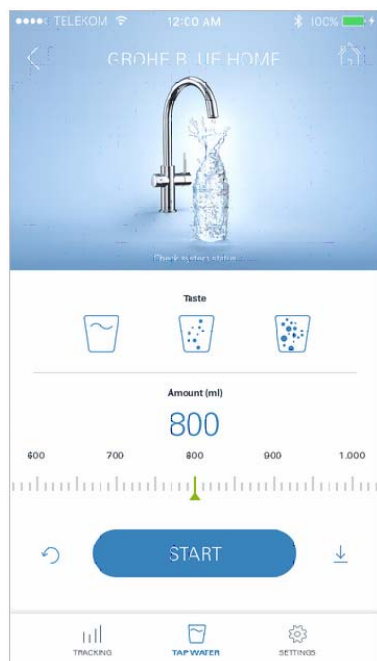 TELEKOM 12:00 AM 100%
GROHE BLUE HOME
Check system status
Taste
Amount (ml)
800
600 700 800 900 1.000
START
TRACKING TAP WATER SETTINGS